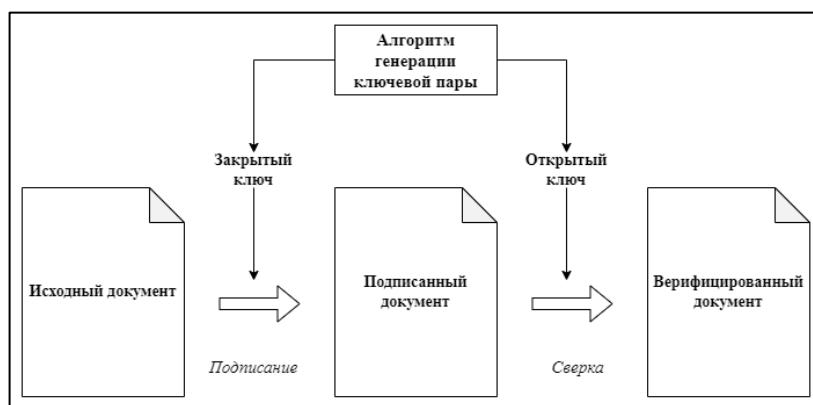 Алгоритм
генерации
ключевой пары
Закрытый
ключ
Открытый
ключ
Исходный документ
Подписанный
документ
Верифицированный
документ
Подписание
Сверка